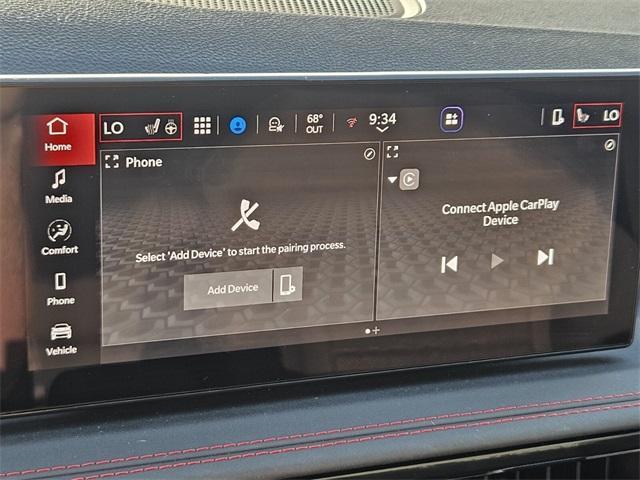 Home
LO
68°
OUT
9:34
LO
Phone
Media
Comfort
Phone
Vehicle
Select 'Add Device' to start the pairing process.
Add Device
Connect Apple CarPlay
Device